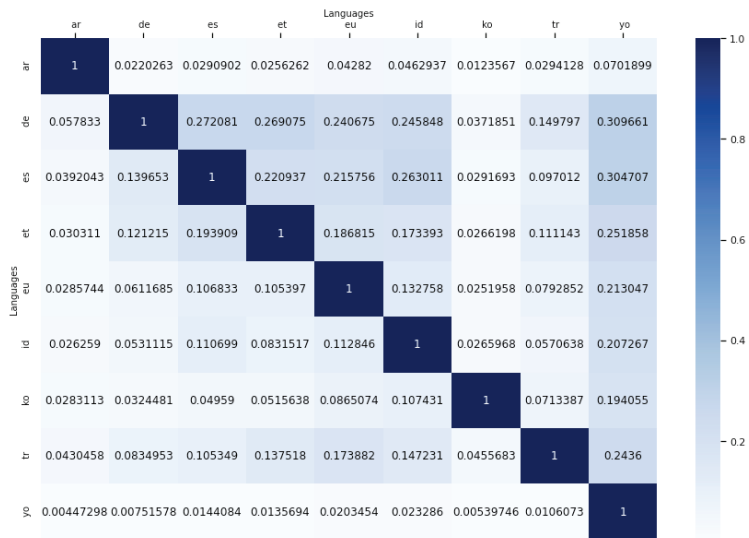 Languages
ar de es et eu id ko tr yo
ar 1 0.0220263 0.0290902 0.0256262 0.04282 0.0462937 0.0123567 0.0294128 0.0701899
de 0.057833 1 0.272081 0.269075 0.240675 0.245848 0.0371851 0.149797 0.309661
es 0.0392043 0.139653 1 0.220937 0.215756 0.263011 0.0291693 0.097012 0.304707
et 0.030311 0.121215 0.193909 1 0.186815 0.173393 0.0266198 0.111143 0.251858
Languages
eu 0.0285744 0.0611685 0.106833 0.105397 1 0.132758 0.0251958 0.0792852 0.213047
id 0.026259 0.0531115 0.110699 0.0831517 0.112846 1 0.0265968 0.0570638 0.207267
ko 0.0283113 0.0324481 0.04959 0.0515638 0.0865074 0.107431 1 0.0713387 0.194055
tr 0.0430458 0.0834953 0.105349 0.137518 0.173882 0.147231 0.0455683 1 0.2436
yo 0.00447298 0.00751578 0.0144084 0.0135694 0.0203454 0.023286 0.00539746 0.0106073 1
1.0
0.8
0.6
0.4
0.2